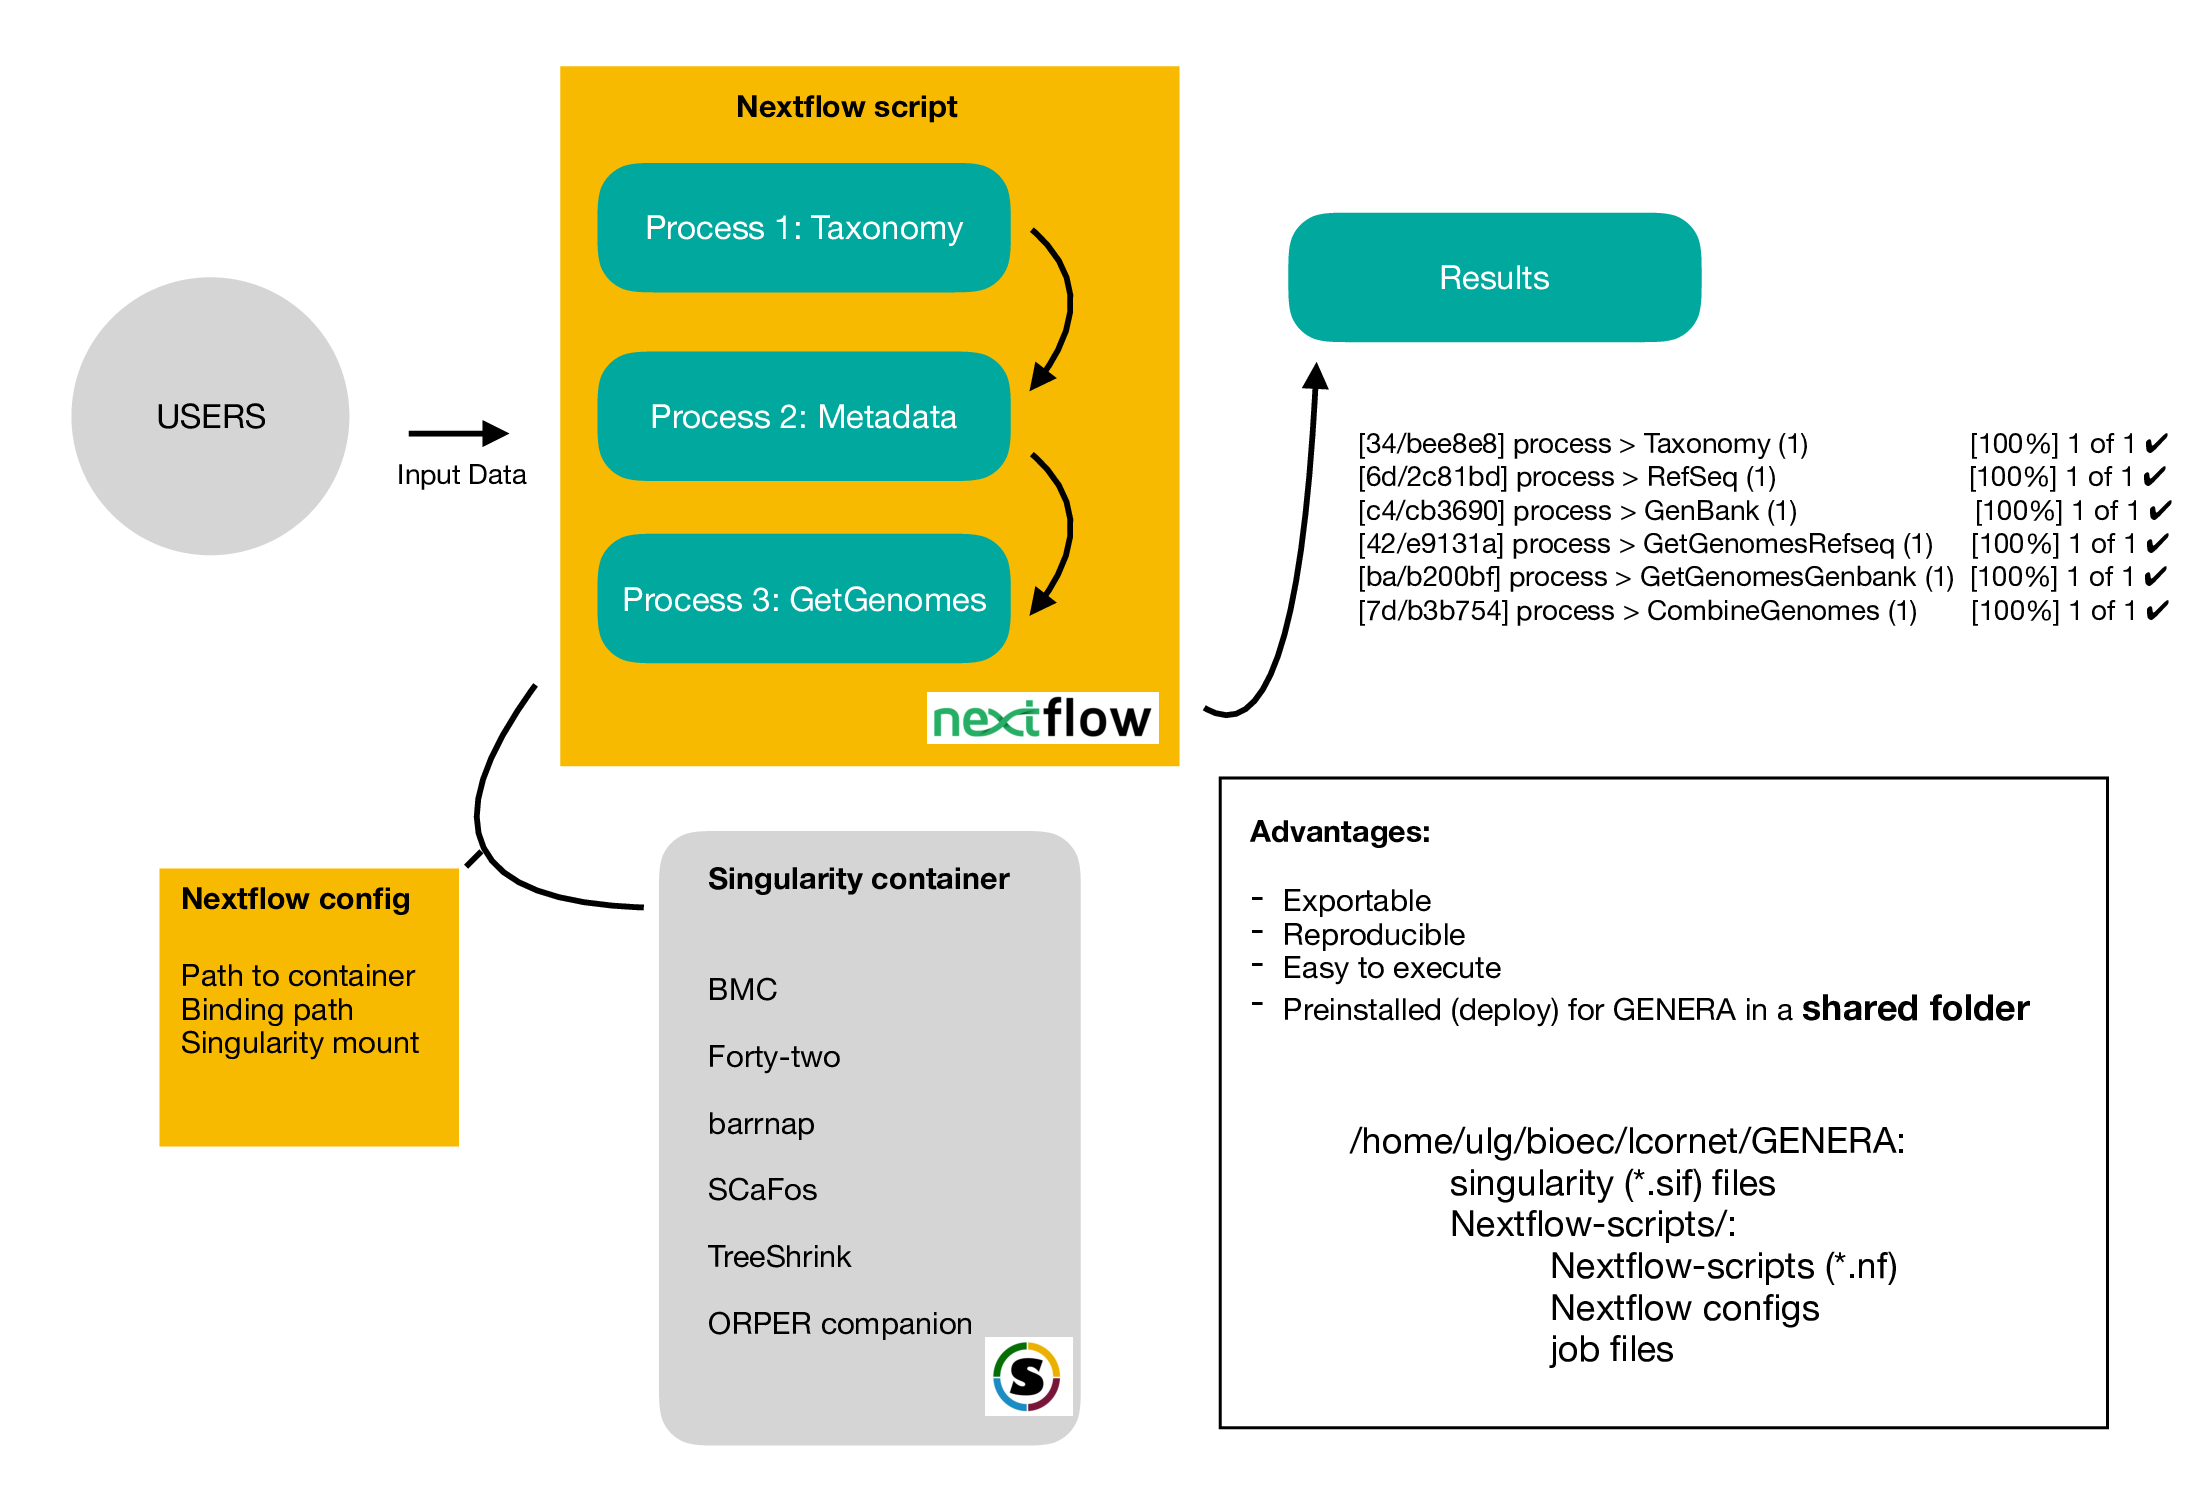 Nextflow script
Process 1: Taxonomy
Process 2: Metadata
Process 3: GetGenomes
nextflow
USERS
Input Data
Results
[34/bee8e8] process > Taxonomy (1) [100%] 1 of 1 ✔
[6d/2c81bd] process > RefSeq (1) [100%] 1 of 1 ✔
[c4/cb3690] process > GenBank (1) [100%] 1 of 1 ✔
[42/e9131a] process > GetGenomesRefseq (1) [100%] 1 of 1 ✔
[ba/b200bf] process > GetGenomesGenbank (1) [100%] 1 of 1 ✔
[7d/b3b754] process > CombineGenomes (1) [100%] 1 of 1 ✔
Nextflow config
Path to container
Binding path
Singularity mount
Singularity container
BMC
Forty-two
barrnap
SCaFos
TreeShrink
ORPER companion
S
Advantages:
- Exportable
- Reproducible
- Easy to execute
- Preinstalled (deploy) for GENERA in a shared folder
/home/ulg/bioec/lcornet/GENERA:
singularity (*.sif) files
Nextflow-scripts/:
Nextflow-scripts (*.nf)
Nextflow configs
job files